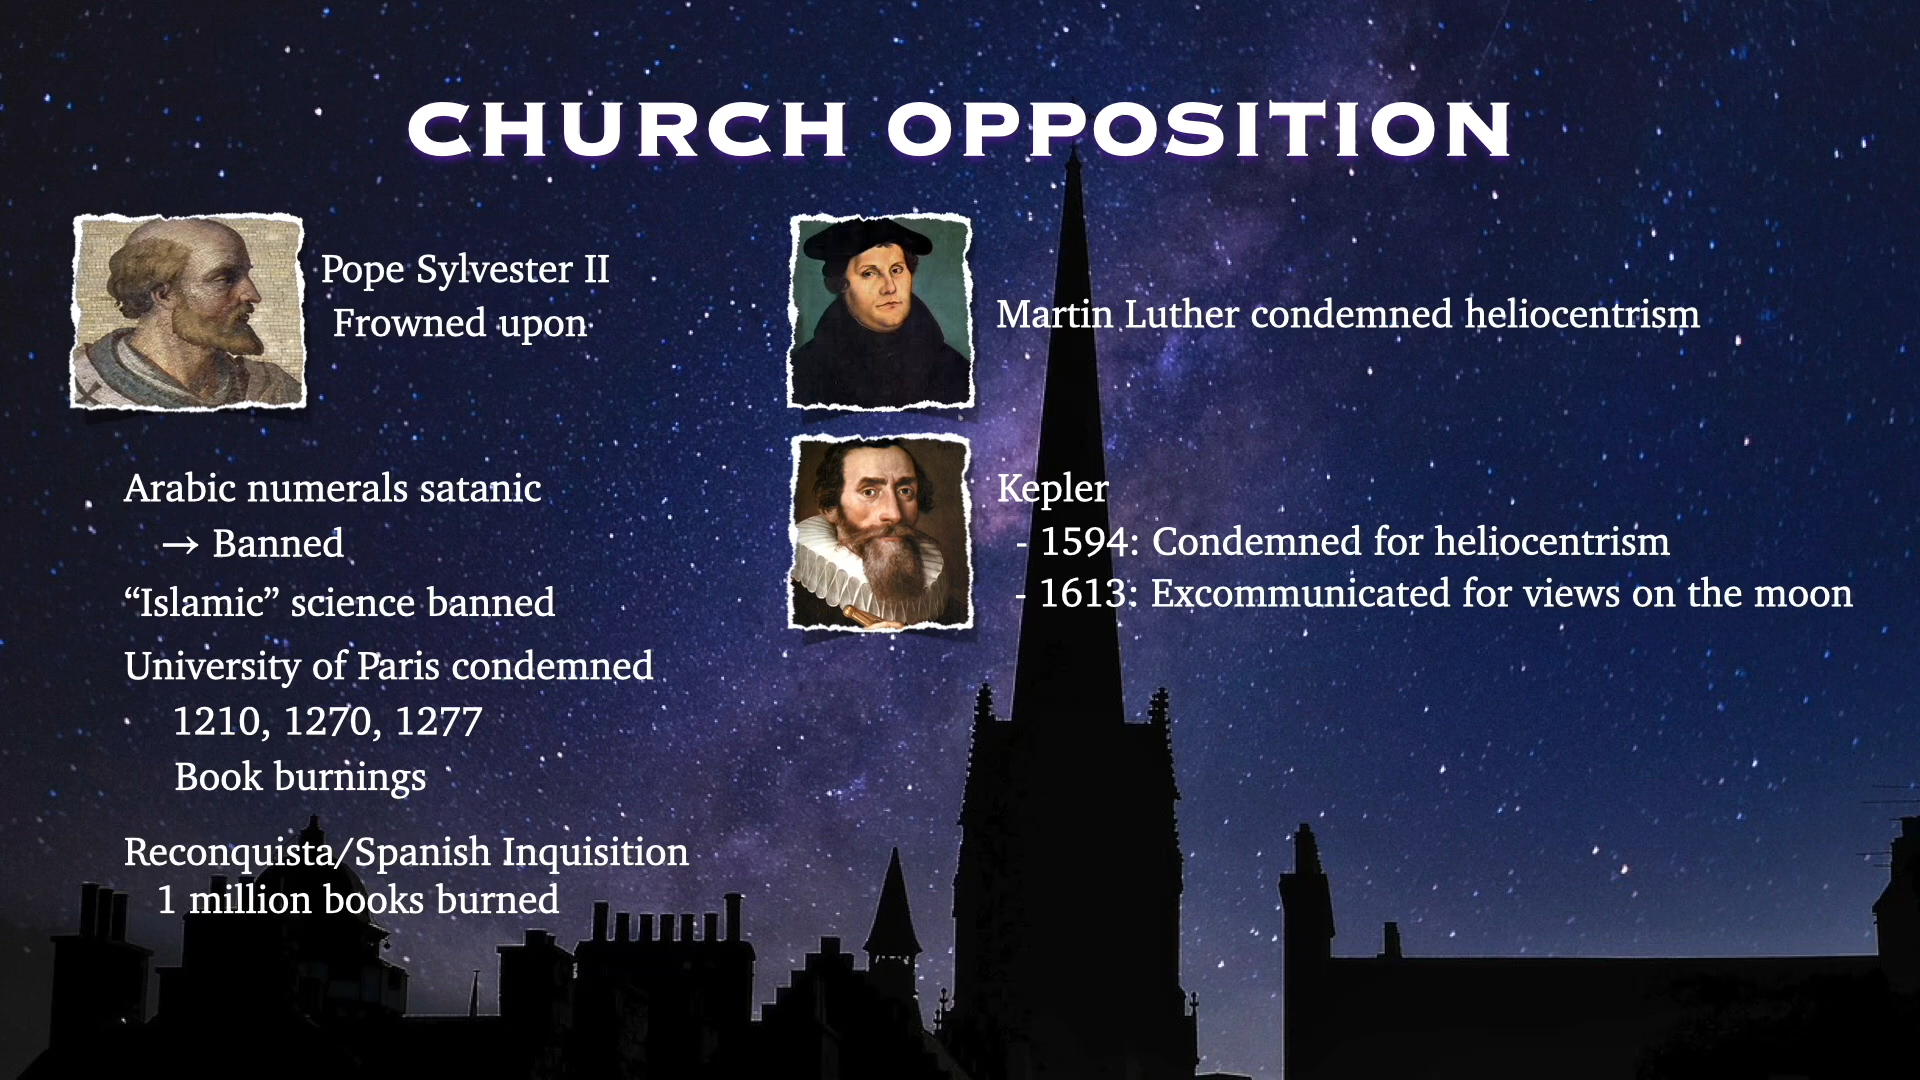 CHURCH OPPOSITION
Pope Sylvester II
Frowned upon
Arabic numerals satanic
→ Banned
“Islamic” science banned
University of Paris condemned
1210, 1270, 1277
Book burnings
Reconquista/Spanish Inquisition
1 million books burned
Martin Luther condemned heliocentrism
Kepler
- 1594: Condemned for heliocentrism
- 1613: Excommunicated for views on the moon